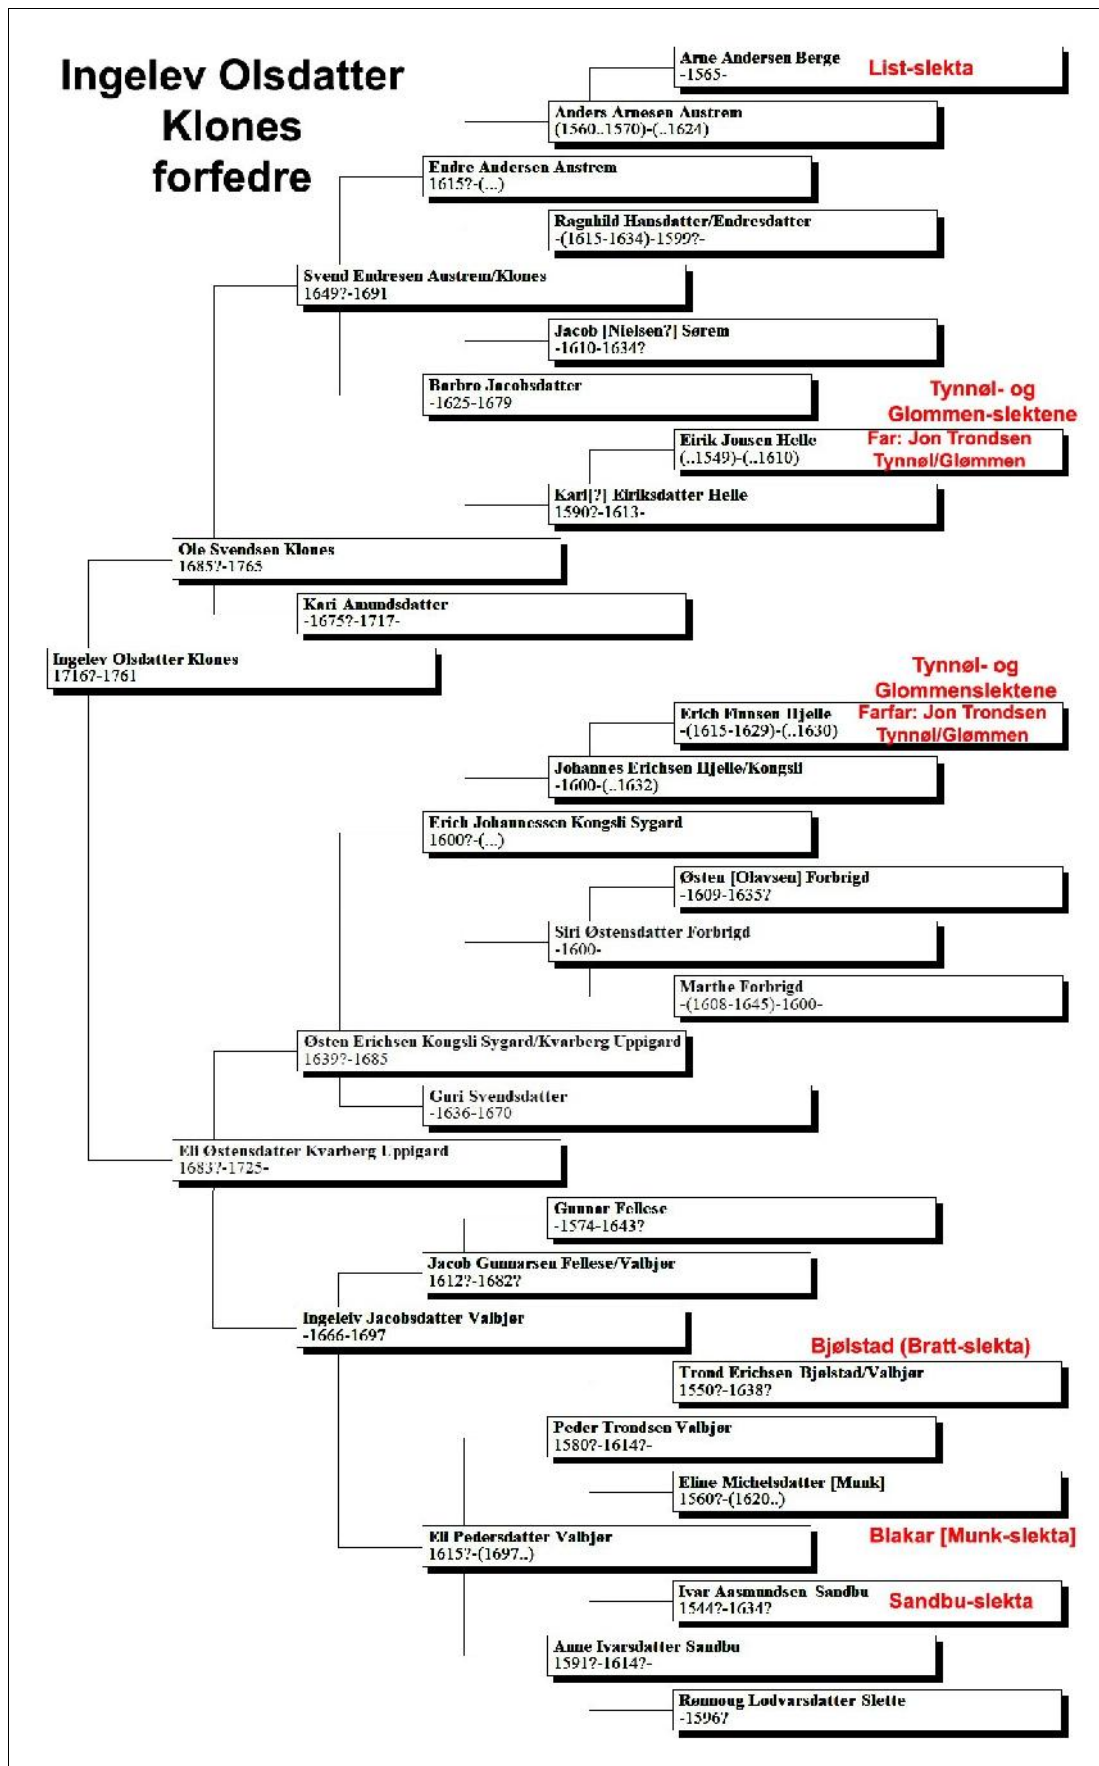 Ingelev Olsdatter
Klones
forfedre
Arne Andersen Berge
-1565-
List-slekta
Anders Arnesen Austrem
(1560..1570)-(..1624)
Endre Andersen Austrem
1615?-(...)
Ragnhild Hansdatter/Endresdatter
-(1615-1634)-1599?-
Svend Endresen Austrem/Klones
1649?-1691
Jacob [Nielsen?] Sørem
-1610-1634?
Barbro Jacobsdatter
-1625-1679
Tynnøl- og
Glommen-slektene
Eirik Jonsen Helle
(..1549)-(..1610)
Far: Jon Trondsen
Tynnøl/Glømmen
Kari[?] Eiriksdatter Helle
1590?-1613-
Ole Svendsen Klones
1685?-1765
Kari Amundsdatter
-1675?-1717-
Ingelev Olsdatter Klones
1716?-1761
Tynnøl- og
Glommenslektene
Erich Finnsen Hjelle
-(1615-1629)-(..1630)
Farfar: Jon Trondsen
Tynnøl/Glømmen
Johannes Erichsen Hjelle/Kongsli
-1600-(..1632)
Erich Johannessen Kongsli Sygard
1600?-(...)
Østen [Olavsen] Forbrigd
-1609-1635?
Siri Østensdatter Forbrigd
-1600-
Marthe Forbrigd
-(1608-1645)-1600-
Østen Erichsen Kongsli Sygard/Kvarberg Uppigard
1639?-1685
Guri Svendsdatter
-1636-1670
Eli Østensdatter Kvarberg Uppigard
1683?-1725-
Gunnar Fellese
-1574-1643?
Jacob Gunnarsen Fellese/Valbjør
1612?-1682?
Ingeleiv Jacobsdatter Valbjør
-1666-1697
Bjølstad (Bratt-slekta)
Trond Erichsen Bjølstad/Valbjør
1550?-1638?
Peder Trondsen Valbjør
1580?-1614?-
Eline Michelsdatter [Munk]
1560?-(1620..)
Eli Pedersdatter Valbjør
1615?-(1697..)
Blakar [Munk-slekta]
Ivar Aasmundsen Sandbu
1544?-1634?
Sandbu-slekta
Anne Ivarsdatter Sandbu
1591?-1614?-
Rønnoug Lodvarsdatter Slette
-1596?